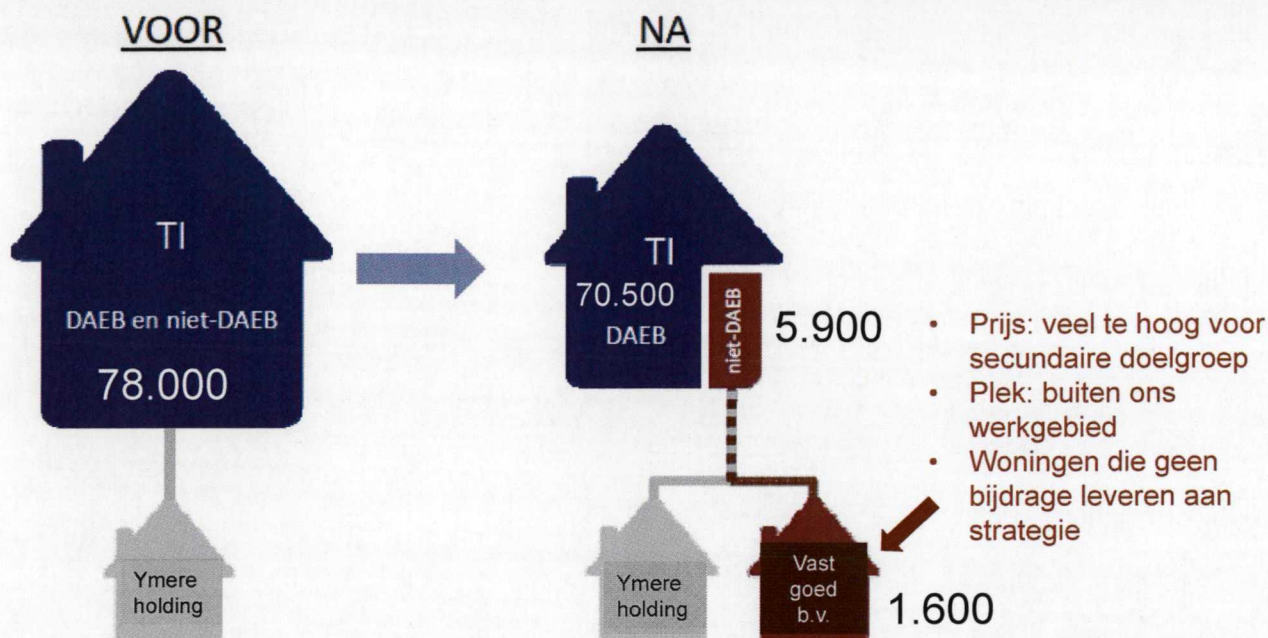 VOOR
TI
DAEB en niet-DAEB
78.000
Ymere
holding
NA
TI
70.500
DAEB
niet-DAEB
5.900
• Prijs: veel te hoog voor
secundaire doelgroep
• Plek: buiten ons
werkgebied
• Woningen die geen
bijdrage leveren aan
strategie
Ymere
holding
Vast
goed
b.v.
1.600